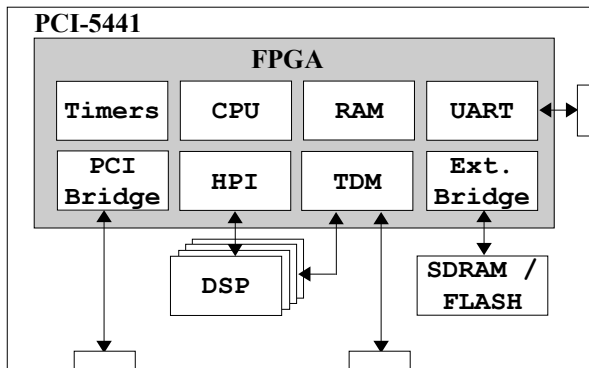 PCI-5441
FPGA
Timers
CPU
RAM
UART
PCI
Bridge
HPI
TDM
Ext.
Bridge
DSP
SDRAM /
FLASH